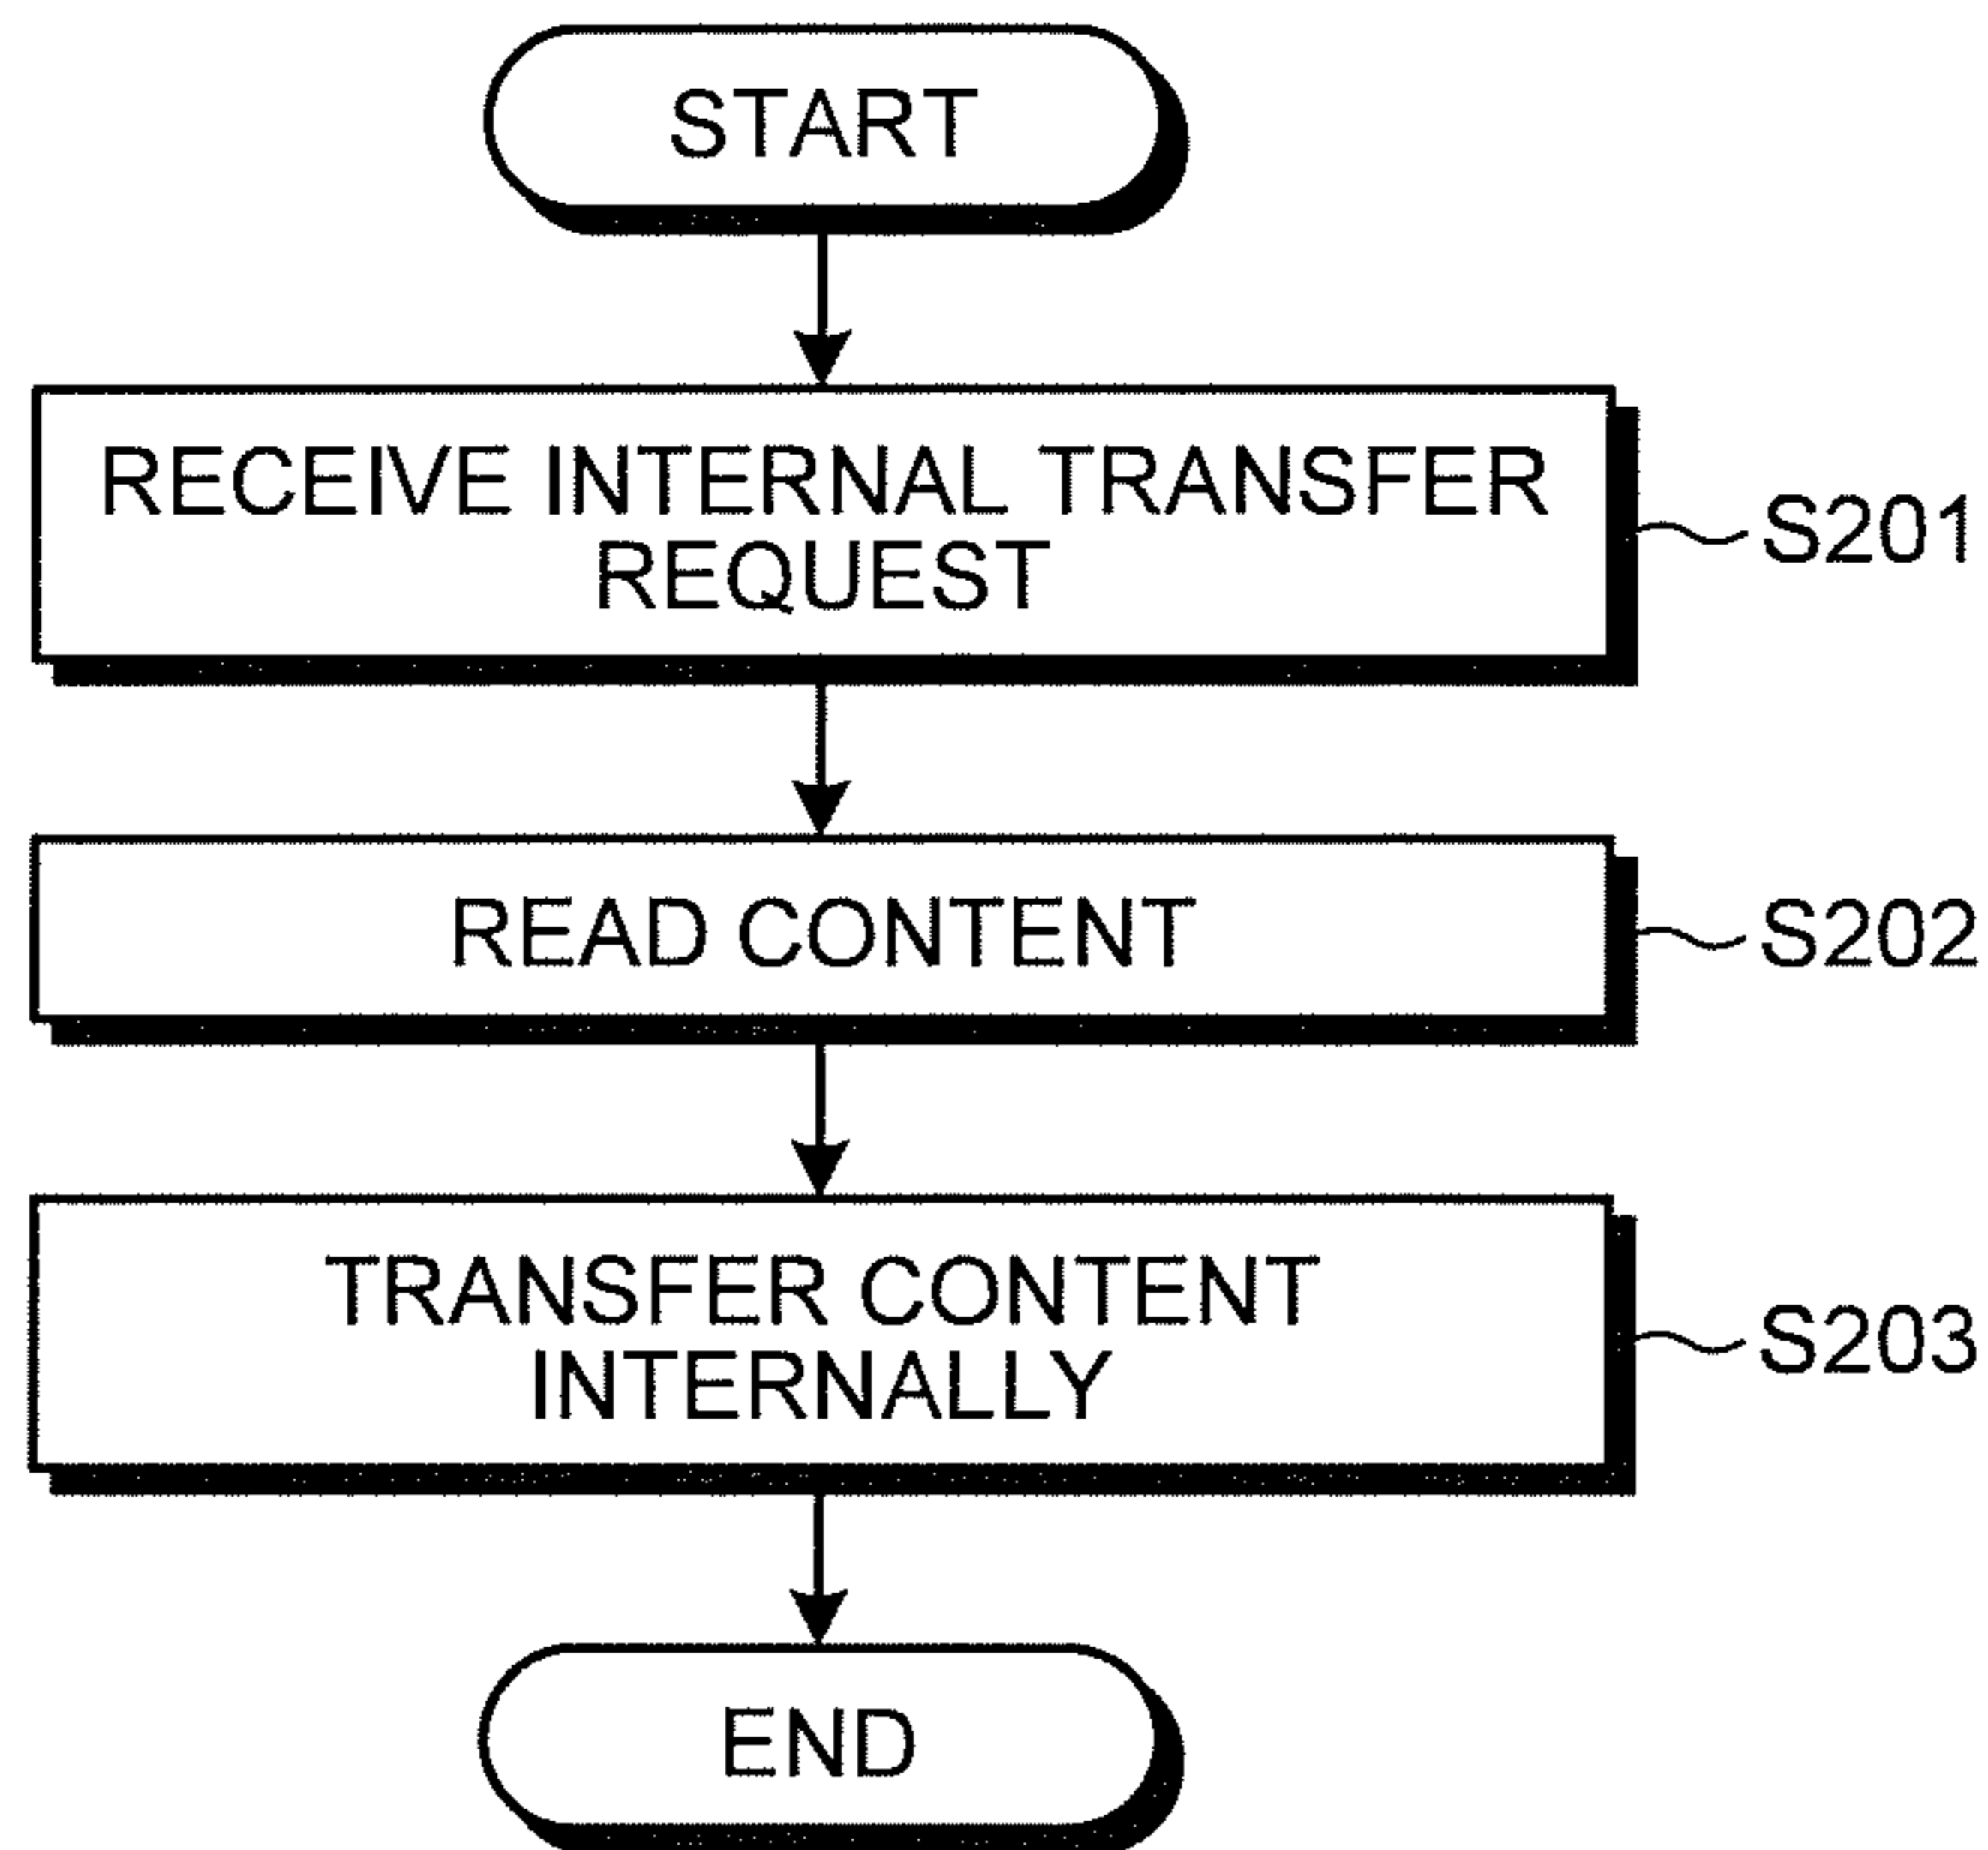 START
RECEIVE INTERNAL TRANSFER
REQUEST
S201
READ CONTENT
S202
TRANSFER CONTENT
INTERNALLY
S203
END